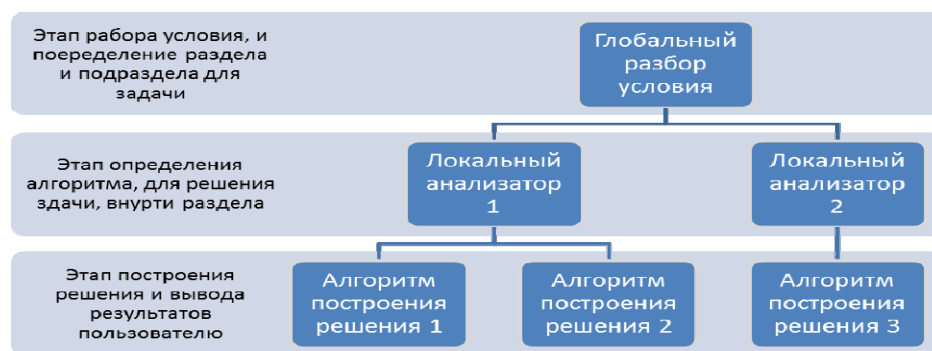 Этап рабора условия, и
поеределение раздела
и подраздела для
задачи
Глобальный
разбор
условия
Этап определения
алгоритма, для решения
здачи, внурти раздела
Локальный
анализатор
1
Локальный
анализатор
2
Этап построения
решения и вывода
результатов
пользователю
Алгоритм
построения
решения 1
Алгоритм
построения
решения 2
Алгоритм
построения
решения 3